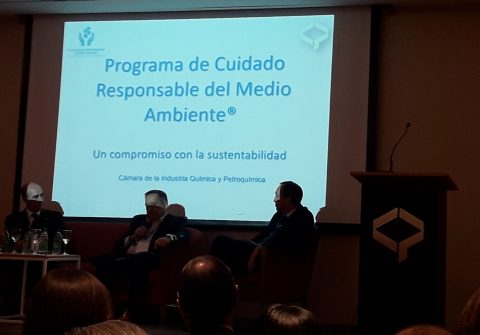 Programa de Cuidado
Responsable del Medio
Ambiente®
Un compromiso con la sustentabilidad
Cámara de la Industria Química y Petroquímica